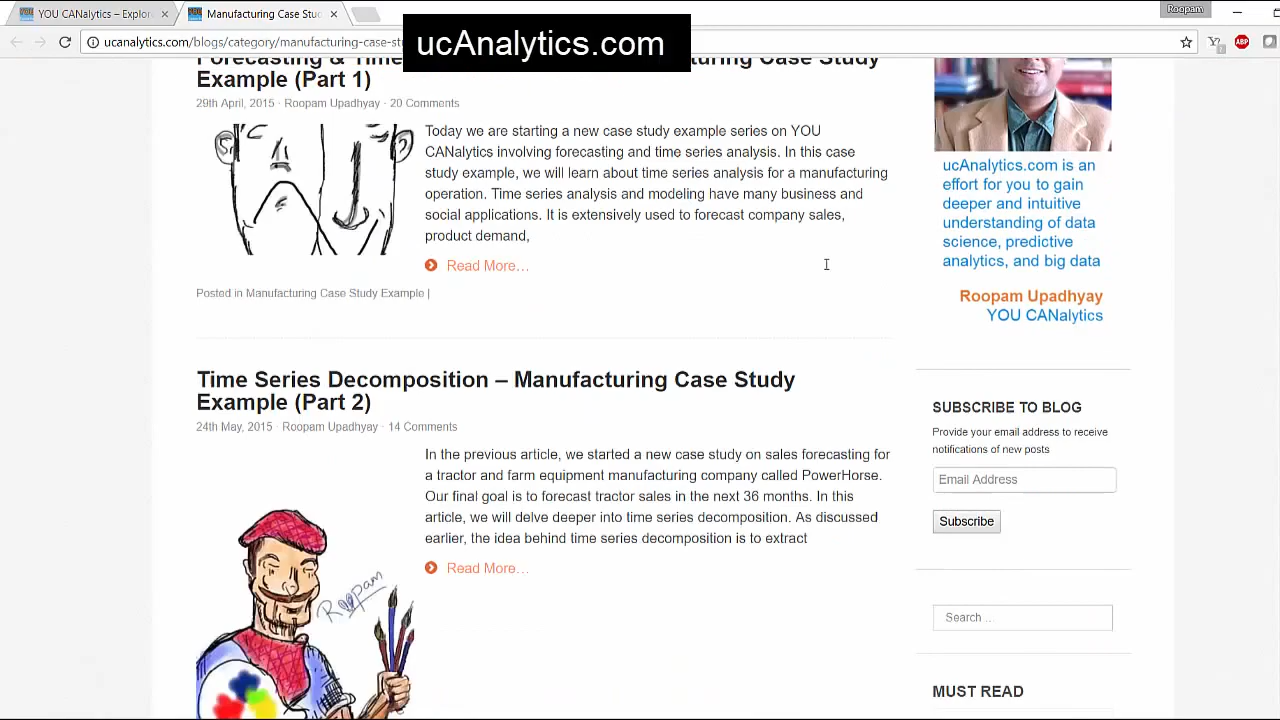 YOU CANalytics – Explor
Manufacturing Case Stud
Roopam
ucanalytics.com/blogs/category/manufacturing-case-st
ucAnalytics.com
ABP
Example (Part 1)
29th April, 2015 · Roopam Upadhyay · 20 Comments
Today we are starting a new case study example series on YOU
CANalytics involving forecasting and time series analysis. In this case
study example, we will learn about time series analysis for a manufacturing
operation. Time series analysis and modeling have many business and
social applications. It is extensively used to forecast company sales,
product demand,
Read More…
Posted in Manufacturing Case Study Example |
Time Series Decomposition – Manufacturing Case Study
Example (Part 2)
24th May, 2015 · Roopam Upadhyay · 14 Comments
In the previous article, we started a new case study on sales forecasting for
a tractor and farm equipment manufacturing company called PowerHorse.
Our final goal is to forecast tractor sales in the next 36 months. In this
article, we will delve deeper into time series decomposition. As discussed
earlier, the idea behind time series decomposition is to extract
Read More…
Roopam
ucAnalytics.com is an
effort for you to gain
deeper and intuitive
understanding of data
science, predictive
analytics, and big data
Roopam Upadhyay
YOU CANalytics
SUBSCRIBE TO BLOG
Provide your email address to receive
notifications of new posts
Email Address
Subscribe
Search …
MUST READ